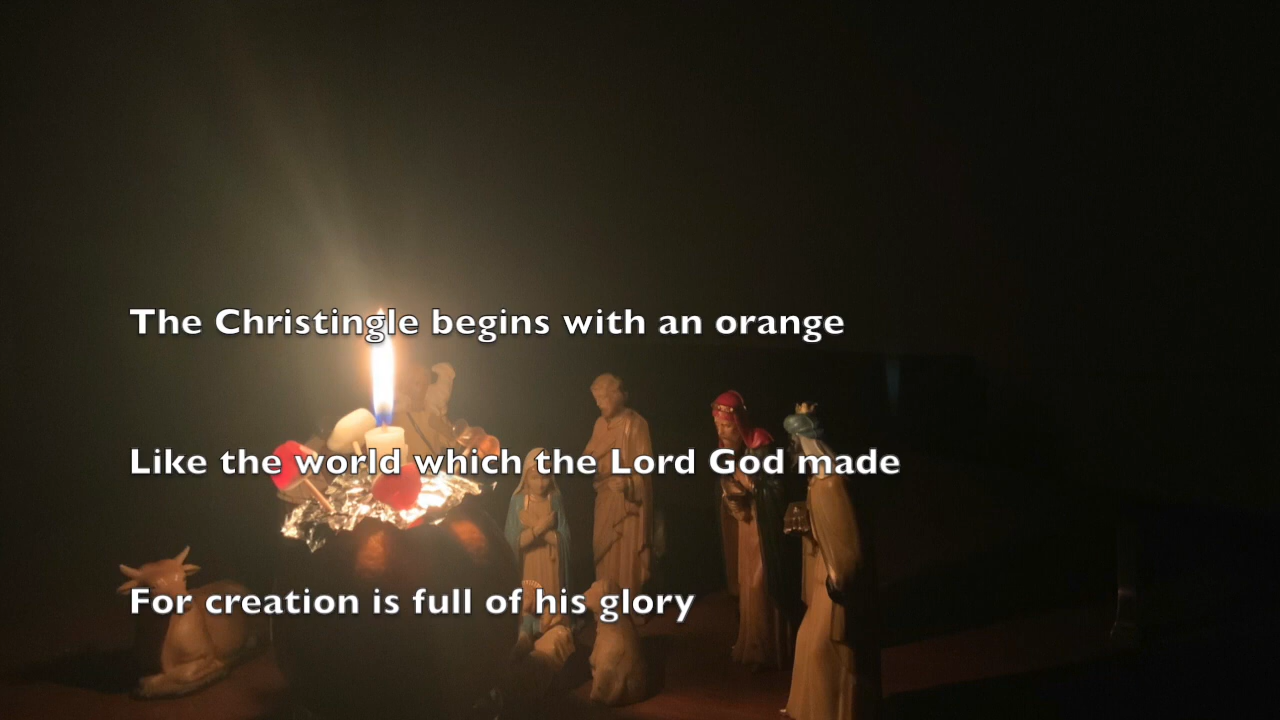 The Christingle begins with an orange
Like the world which the Lord God made
For creation is full of his glory